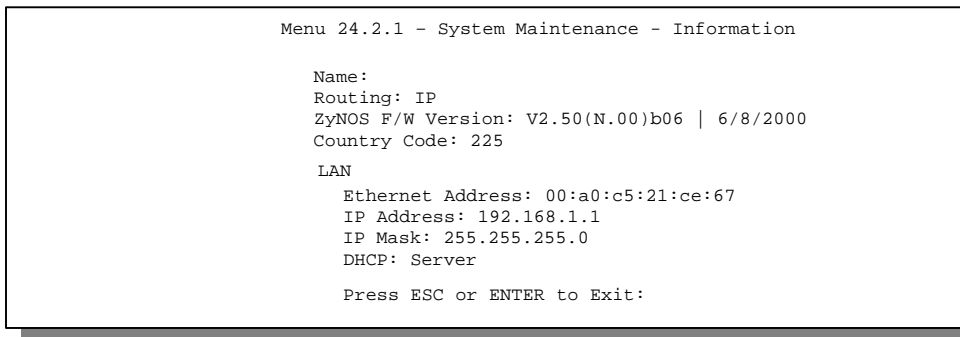 Menu 24.2.1 – System Maintenance - Information
Name:
Routing: IP
ZyNOS F/W Version: V2.50(N.00)b06 | 6/8/2000
Country Code: 225
LAN
Ethernet Address: 00:a0:c5:21:ce:67
IP Address: 192.168.1.1
IP Mask: 255.255.255.0
DHCP: Server
Press ESC or ENTER to Exit: